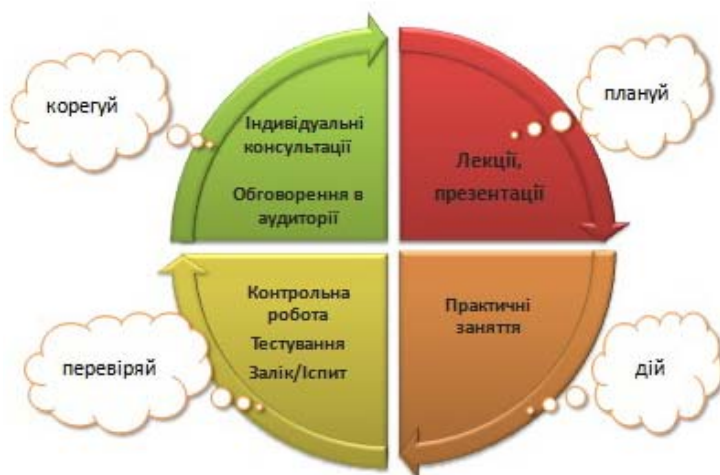 корегуй
Індивідуальні
консультації
Обговорення в
аудиторії
плануй
Лекції,
презентації
перевіряй
Контрольна
робота
Тестування
Залік/Іспит
Практичні
заняття
дій